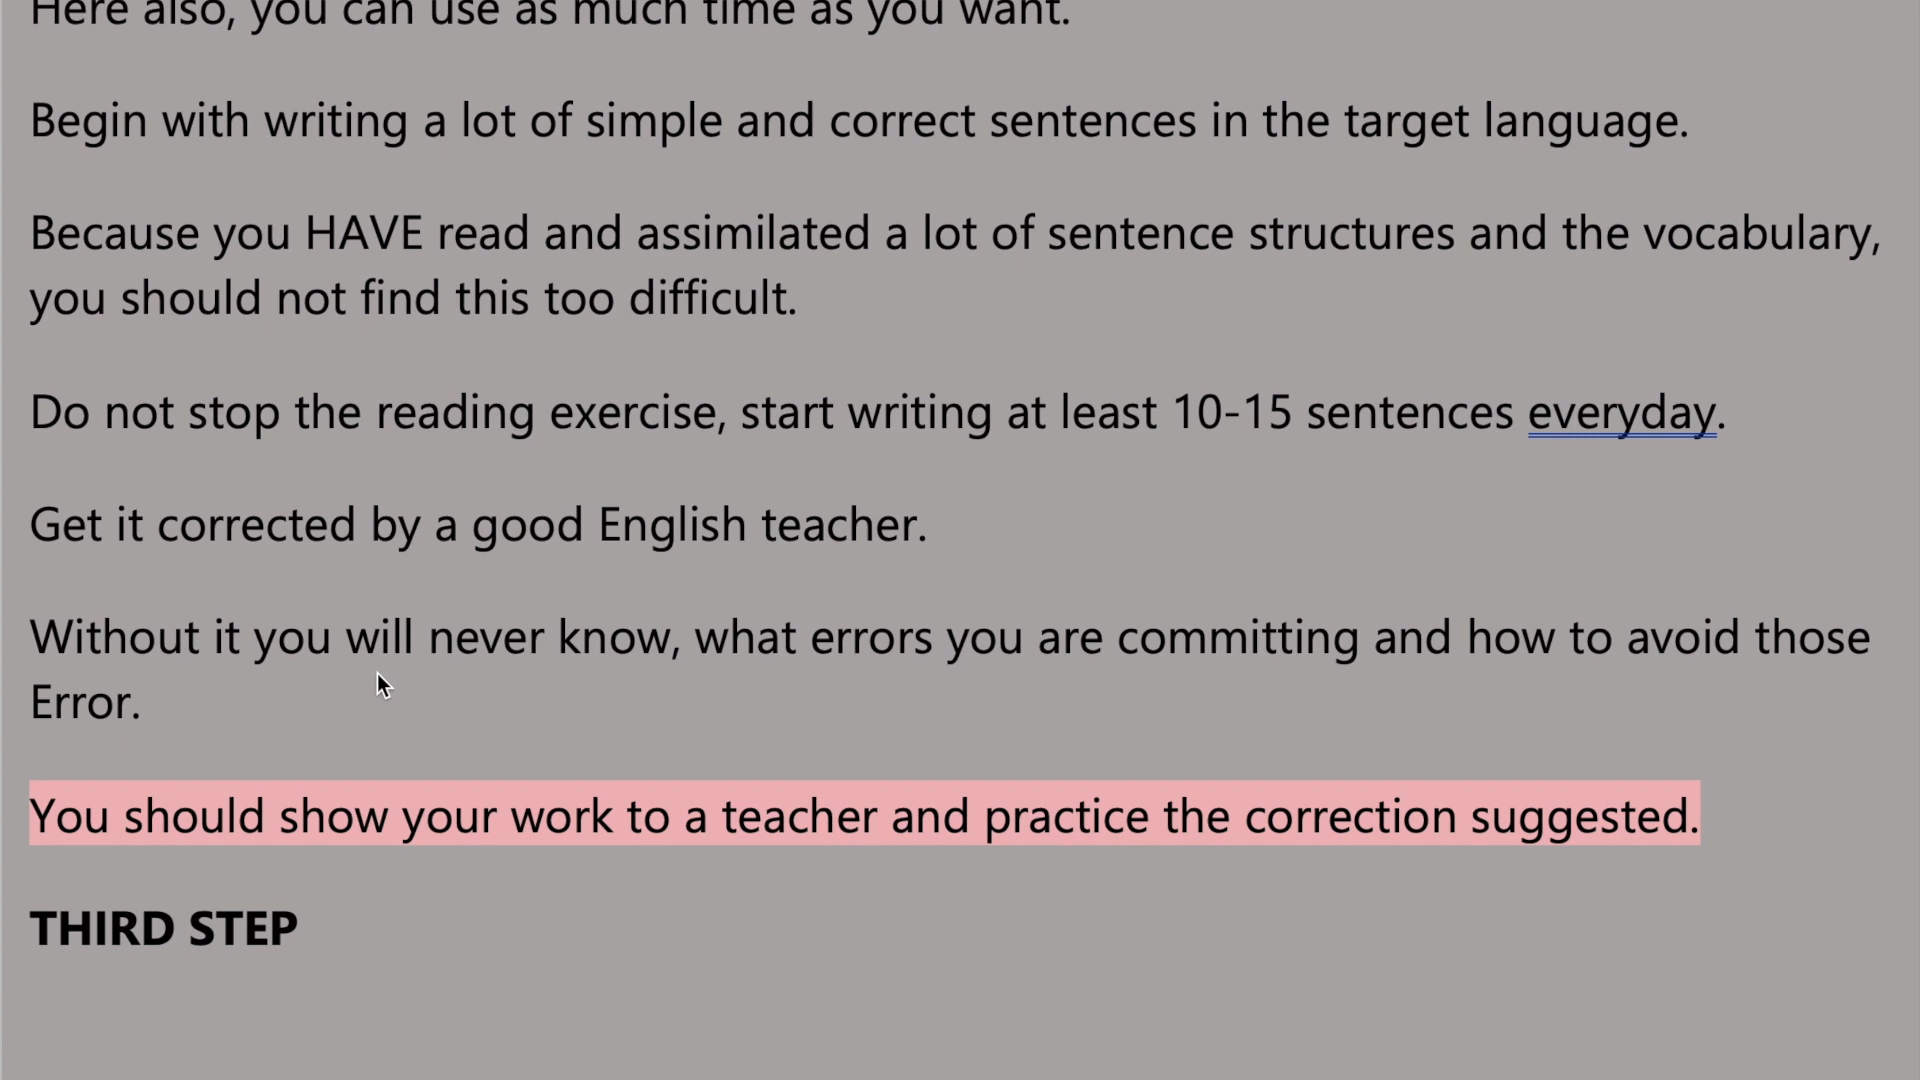 Here also, you can use as much time as you want.
Begin with writing a lot of simple and correct sentences in the target language.
Because you HAVE read and assimilated a lot of sentence structures and the vocabulary,
you should not find this too difficult.
Do not stop the reading exercise, start writing at least 10-15 sentences everyday.
Get it corrected by a good English teacher.
Without it you will never know, what errors you are committing and how to avoid those
Error.
You should show your work to a teacher and practice the correction suggested.
THIRD STEP